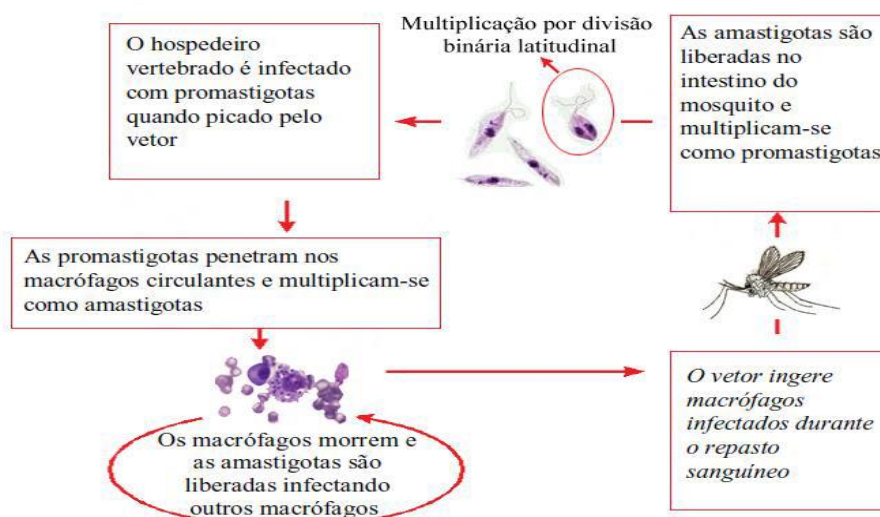 O hospedeiro
vertebrado é infectado
com promastigotas
quando picado pelo
vetor
Multiplicação por divisão
binária latitudinal
As amastigotas são
liberadas no
intestino do
mosquito e
multiplicam-se
como promastigotas
As promastigotas penetram nos
macrófagos circulantes e multiplicam-se
como amastigotas
Os macrófagos morrem e
as amastigotas são
liberadas infectando
outros macrófagos
O vetor ingere
macrófagos
infectados durante
o repasto
sanguíneo